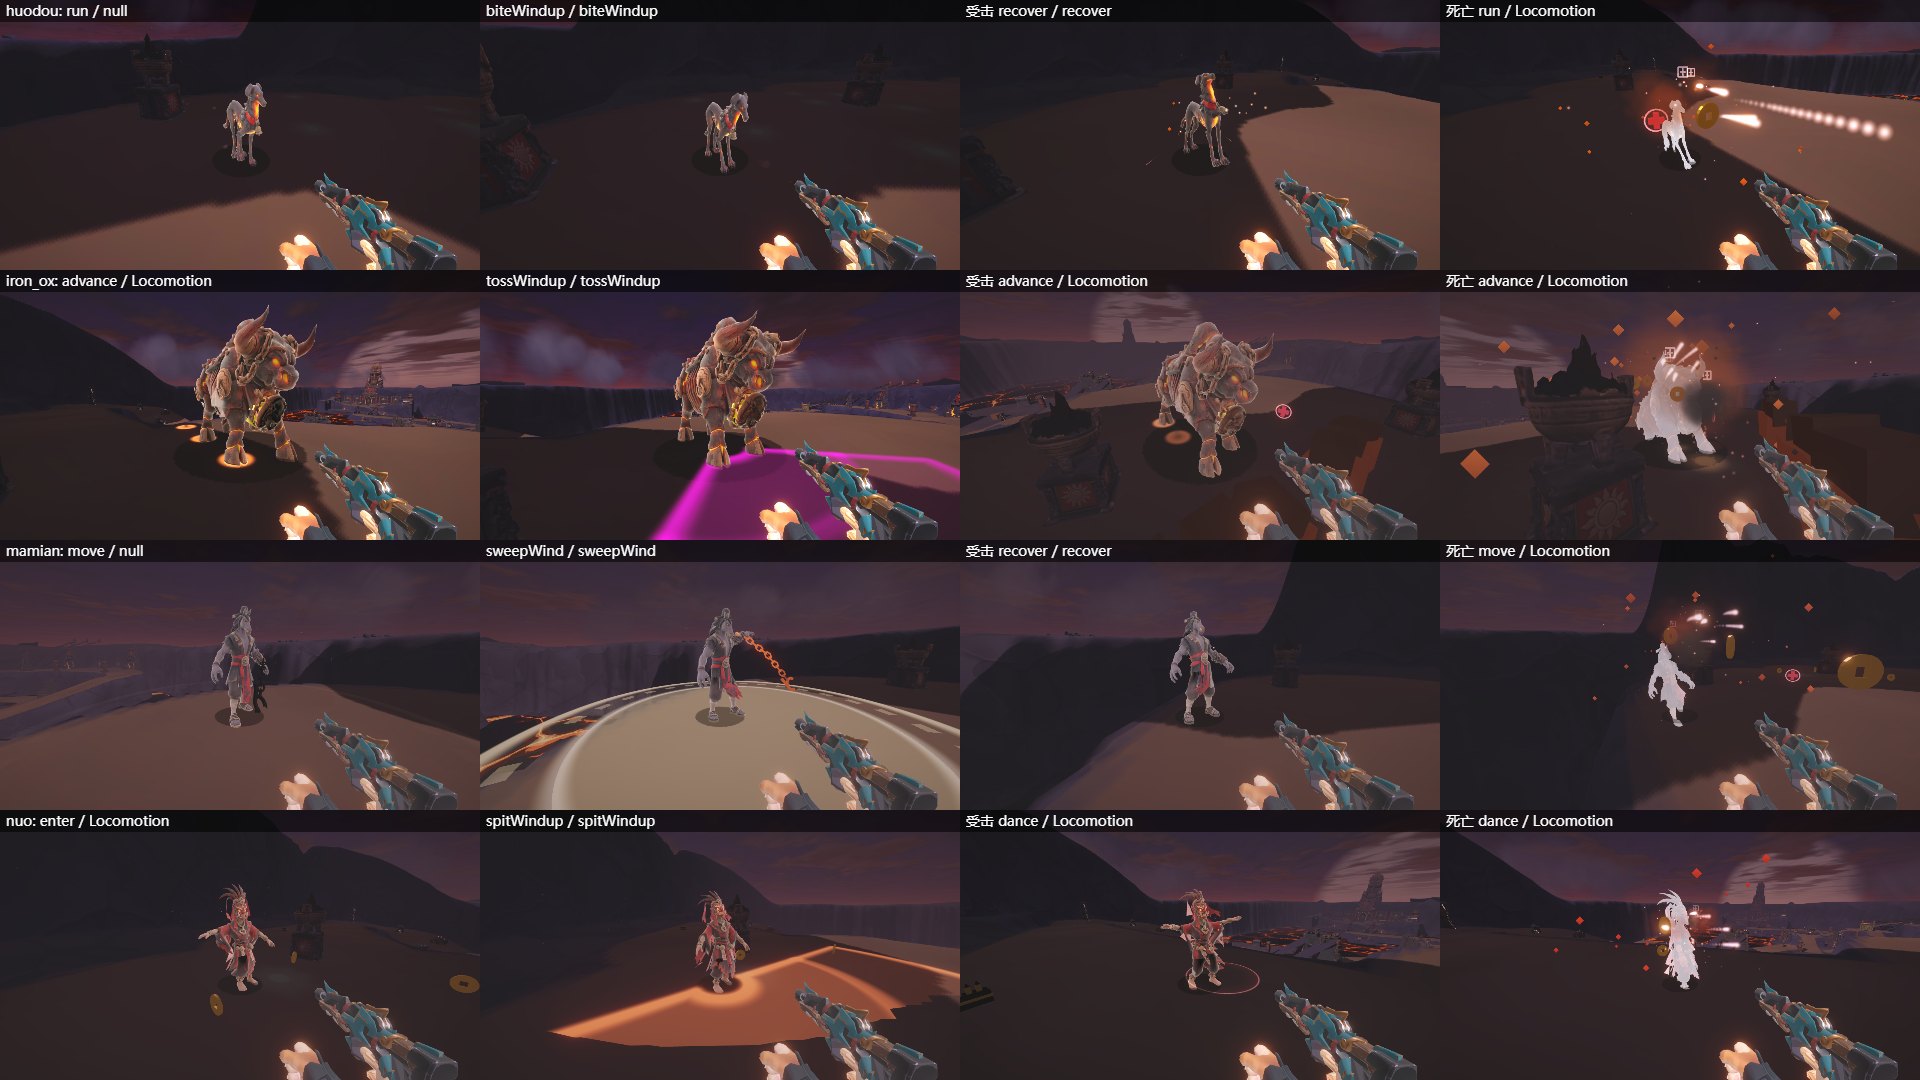 huodou: run / null
biteWindup / biteWindup
受击 recover / recover
死亡 run / Locomotion
iron_ox: advance / Locomotion
tossWindup / tossWindup
受击 advance / Locomotion
死亡 advance / Locomotion
mamian: move / null
sweepWind / sweepWind
受击 recover / recover
死亡 move / Locomotion
nuo: enter / Locomotion
spitWindup / spitWindup
受击 dance / Locomotion
死亡 dance / Locomotion